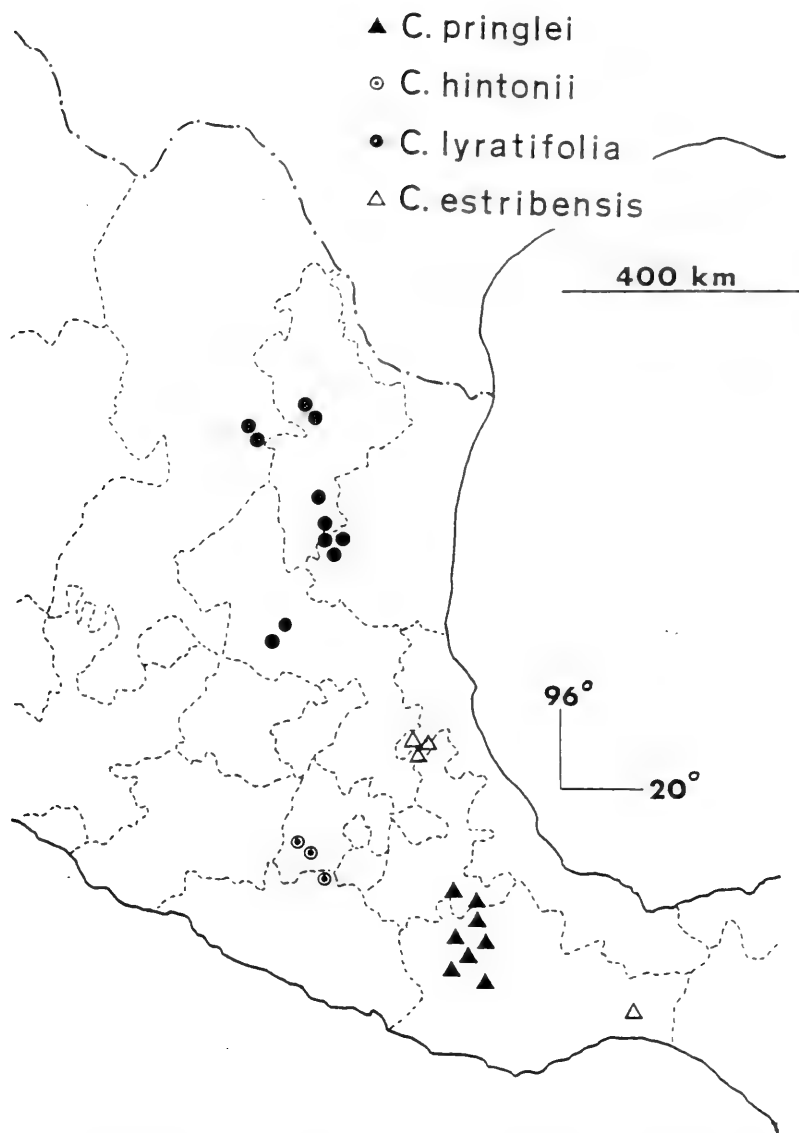 C. pringlei
C. hintonii
C. lyratifolia
C. estribensis
400 km
96°
20°